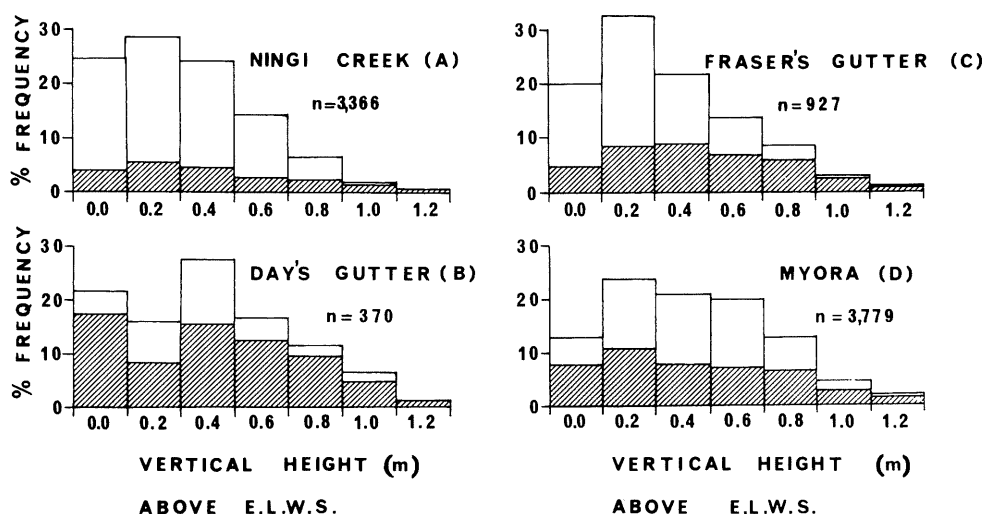 NINGI CREEK (A)
n=3,366
% FREQUENCY
30
20
10
0
0.0 0.2 0.4 0.6 0.8 1.0 1.2
FRASER'S GUTTER (C)
n=927
30
20
10
0
0.0 0.2 0.4 0.6 0.8 1.0 1.2
DAY'S GUTTER (B)
n=370
% FREQUENCY
30
20
10
0
0.0 0.2 0.4 0.6 0.8 1.0 1.2
VERTICAL HEIGHT (m)
ABOVE E.L.W.S.
MYORA (D)
n=3,779
30
20
10
0
0.0 0.2 0.4 0.6 0.8 1.0 1.2
VERTICAL HEIGHT (m)
ABOVE E.L.W.S.